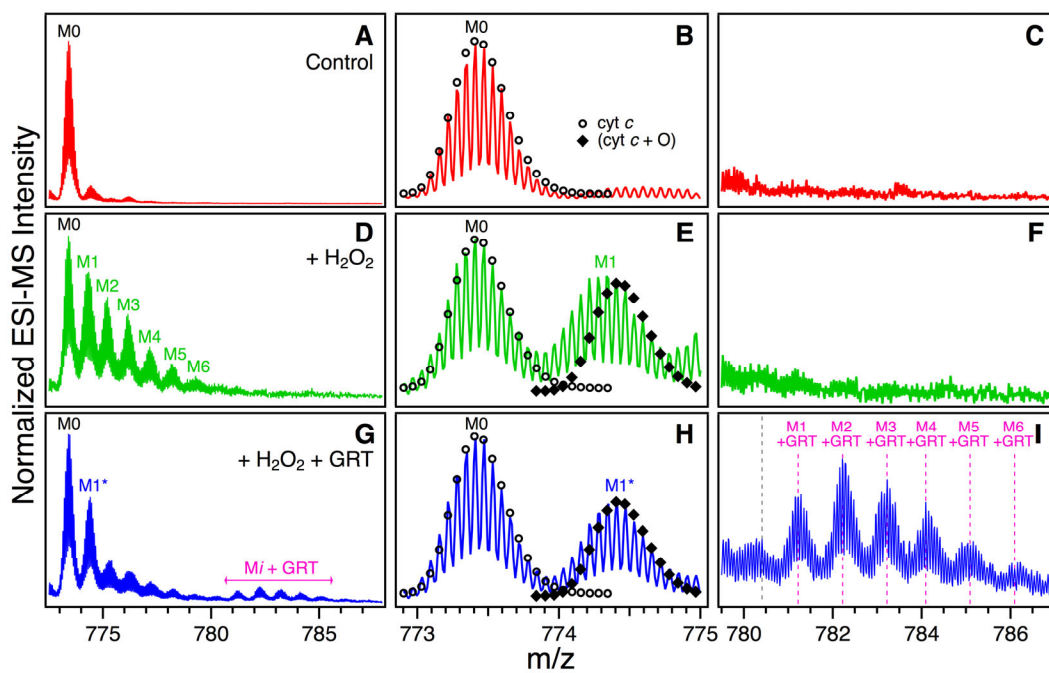 Normalized ESI-MS Intensity
M0
A
Control
M0
B
cyt c
(cyt c + O)
C
M0
D
+ H₂O₂
M1
M2
M3
M4
M5
M6
M0
E
M1
F
M0
G
+ H₂O₂ + GRT
M1*
Mi + GRT
M0
H
M1*
M1 M2 M3 M4 M5 M6
+GRT +GRT +GRT +GRT +GRT +GRT
I
775 780 785
773 774 775
780 782 784 786
m/z